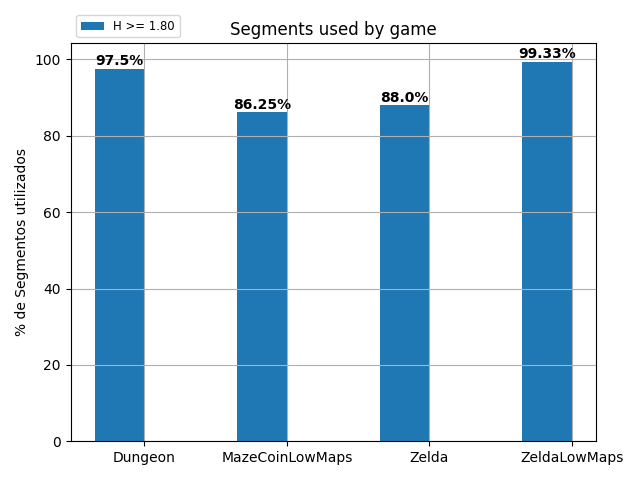 H >= 1.80
Segments used by game
% de Segmentos utilizados
100
80
60
40
20
0
97.5%
86.25%
88.0%
99.33%
Dungeon
MazeCoinLowMaps
Zelda
ZeldaLowMaps